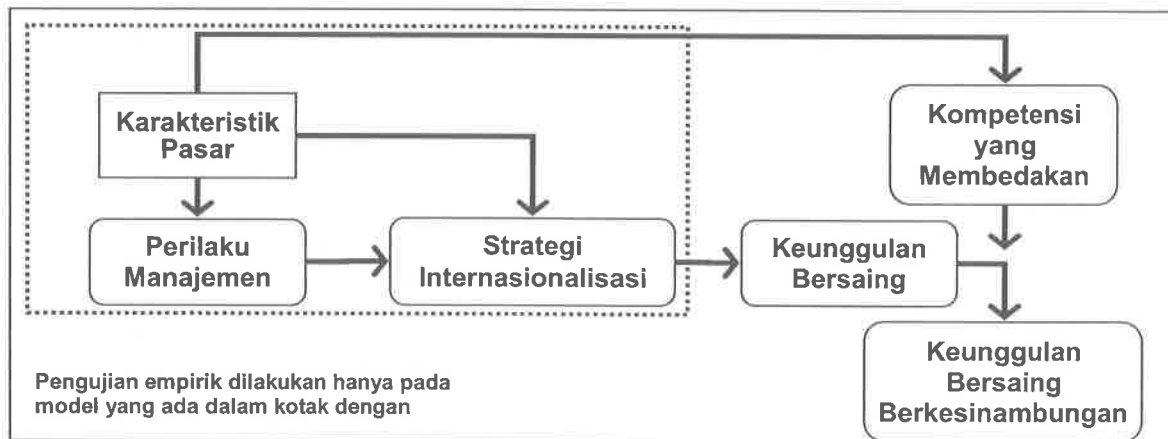 Karakteristik
Pasar
Kompetensi
yang
Membedakan
Perilaku
Manajemen
Strategi
Internasionalisasi
Keunggulan
Bersaing
Keunggulan
Bersaing
Berkesinambungan
Pengujian empirik dilakukan hanya pada
model yang ada dalam kotak dengan